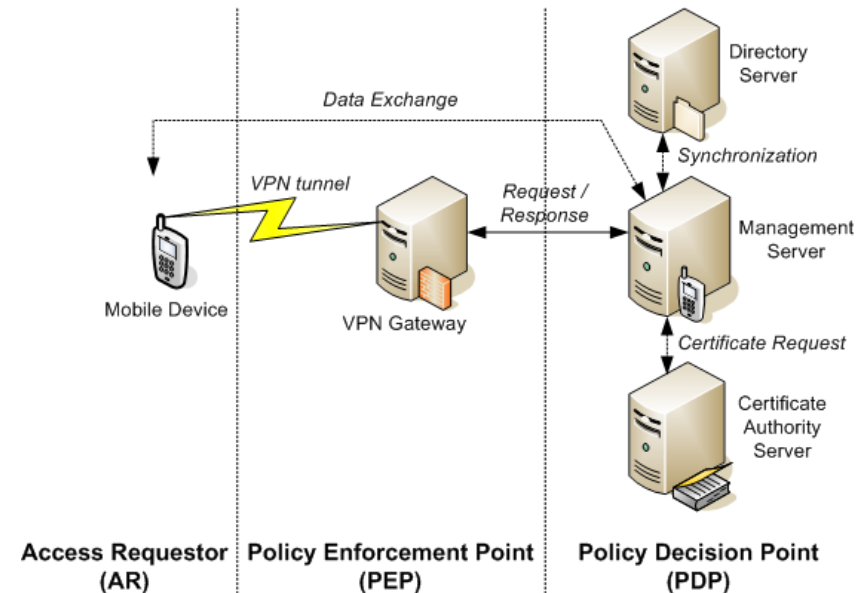 Directory
Server
Data Exchange
Synchronization
VPN tunnel
Request /
Response
Management
Server
Mobile Device
VPN Gateway
Certificate Request
Certificate
Authority
Server
Access Requestor
(AR)
Policy Enforcement Point
(PEP)
Policy Decision Point
(PDP)